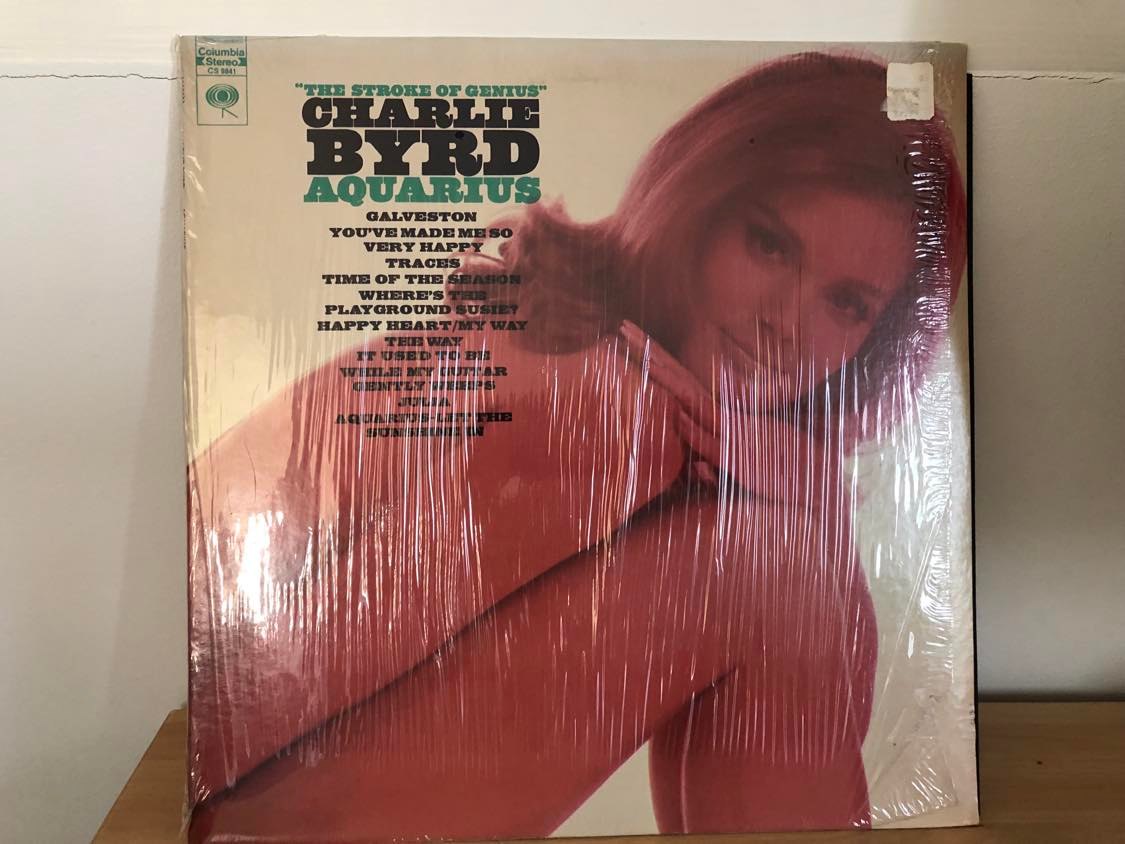 Columbia
Stereo
CS 9841
"THE STROKE OF GENIUS"
CHARLIE
BYRD
AQUARIUS
GALVESTON
YOU'VE MADE ME SO
VERY HAPPY
TRACES
TIME OF THE SEASON
WHERE'S THE
PLAYGROUND SUSIE?
HAPPY HEART/MY WAY
THE WAY
IT USED TO BE
WHILE MY GUITAR
GENTLY WEEPS
JULIA
AQUARIUS-LET THE
SUNSHINE IN